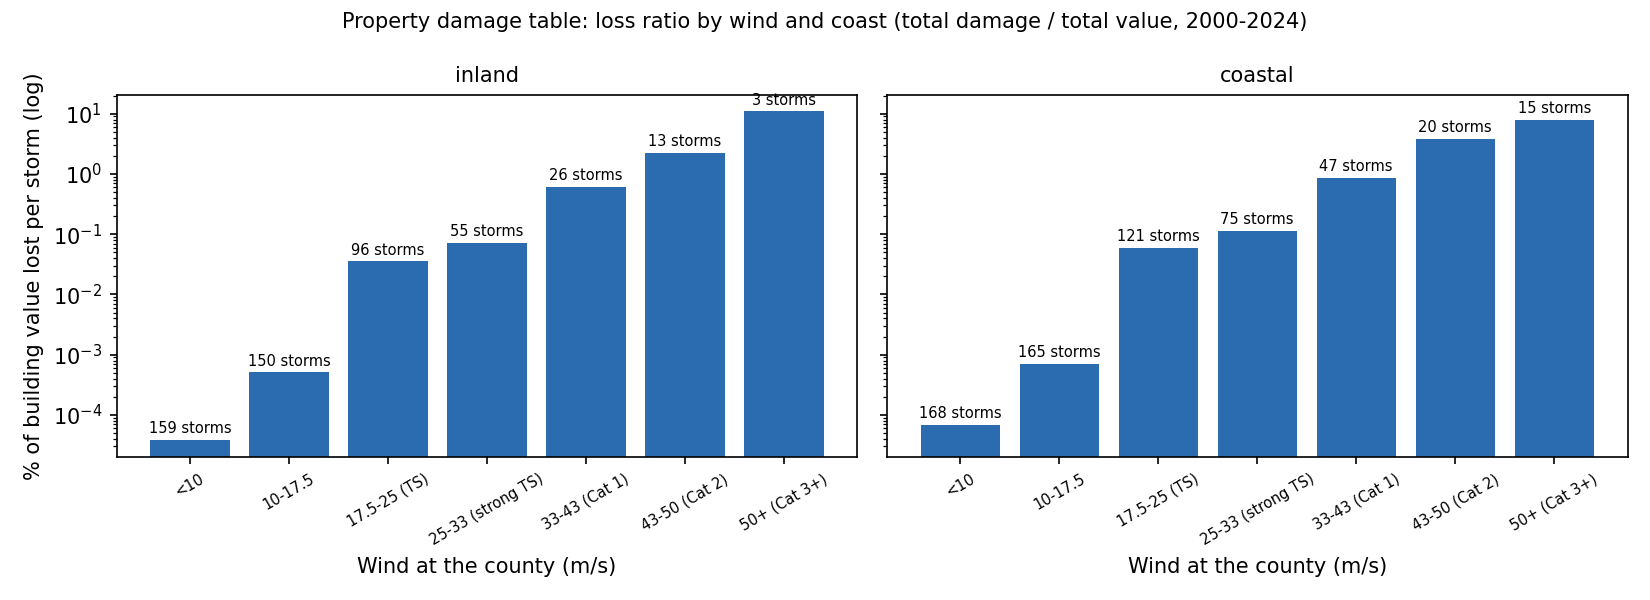 Property damage table: loss ratio by wind and coast (total damage / total value, 2000-2024)
inland
% of building value lost per storm (log)
10¹
10⁰
10⁻¹
10⁻²
10⁻³
10⁻⁴
159 storms
150 storms
96 storms
55 storms
26 storms
13 storms
3 storms
<10
10-17.5
17.5-25 (TS)
25-33 (strong TS)
33-43 (Cat 1)
43-50 (Cat 2)
50+ (Cat 3+)
Wind at the county (m/s)
coastal
168 storms
165 storms
121 storms
75 storms
47 storms
20 storms
15 storms
<10
10-17.5
17.5-25 (TS)
25-33 (strong TS)
33-43 (Cat 1)
43-50 (Cat 2)
50+ (Cat 3+)
Wind at the county (m/s)